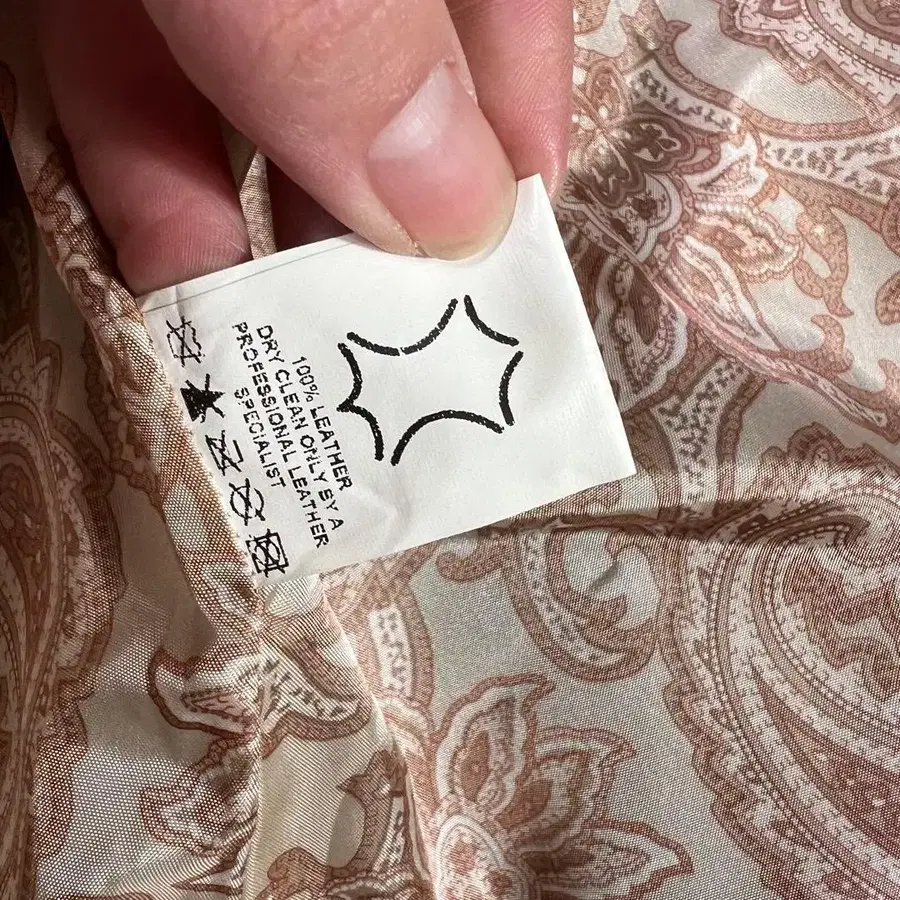 100% LEATHER
DRY CLEAN ONLY BY A
PROFESSIONAL LEATHER
SPECIALIST